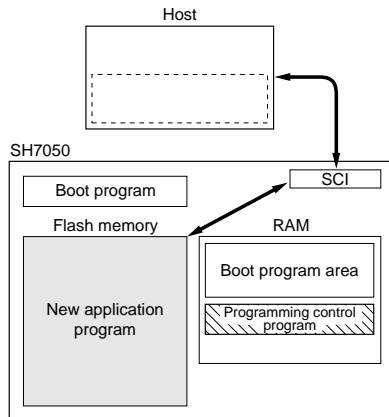 Host
SH7050
SCI
Boot program
Flash memory
RAM
Boot program area
New application
program
Programming control
program